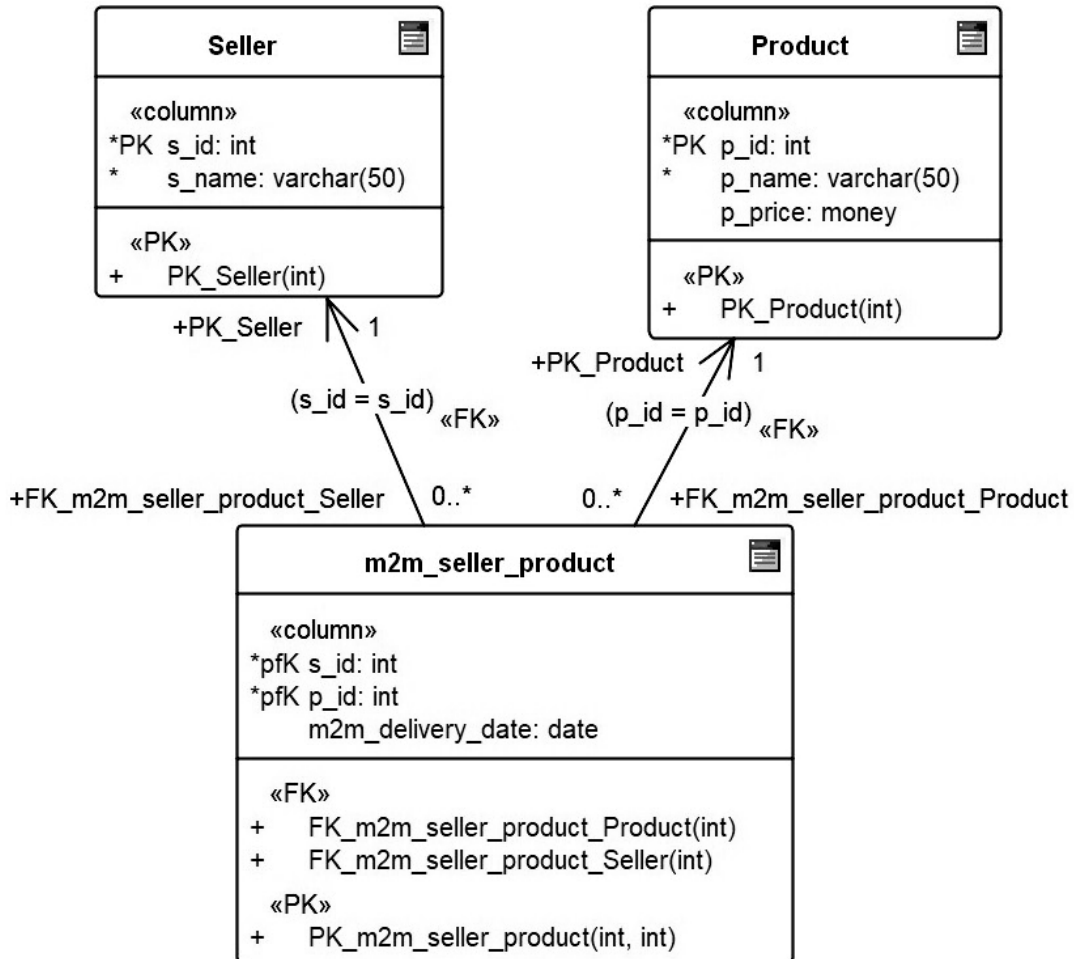 Seller
«column»
*PK s_id: int
* s_name: varchar(50)
«PK»
+ PK_Seller(int)
Product
«column»
*PK p_id: int
* p_name: varchar(50)
p_price: money
«PK»
+ PK_Product(int)
+PK_Seller 1
(s_id = s_id) «FK»
+FK_m2m_seller_product_Seller 0..*
+PK_Product 1
(p_id = p_id) «FK»
0..* +FK_m2m_seller_product_Product
m2m_seller_product
«column»
*pfK s_id: int
*pfK p_id: int
m2m_delivery_date: date
«FK»
+ FK_m2m_seller_product_Product(int)
+ FK_m2m_seller_product_Seller(int)
«PK»
+ PK_m2m_seller_product(int, int)